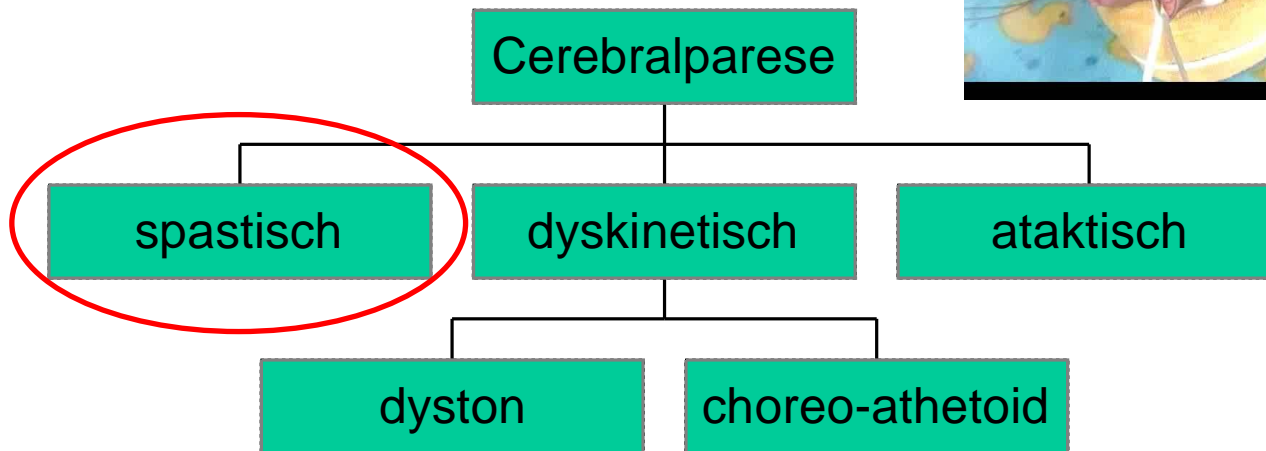 Cerebralparese
spastisch
dyskinetisch
ataktisch
dyston
choreo-athetoid